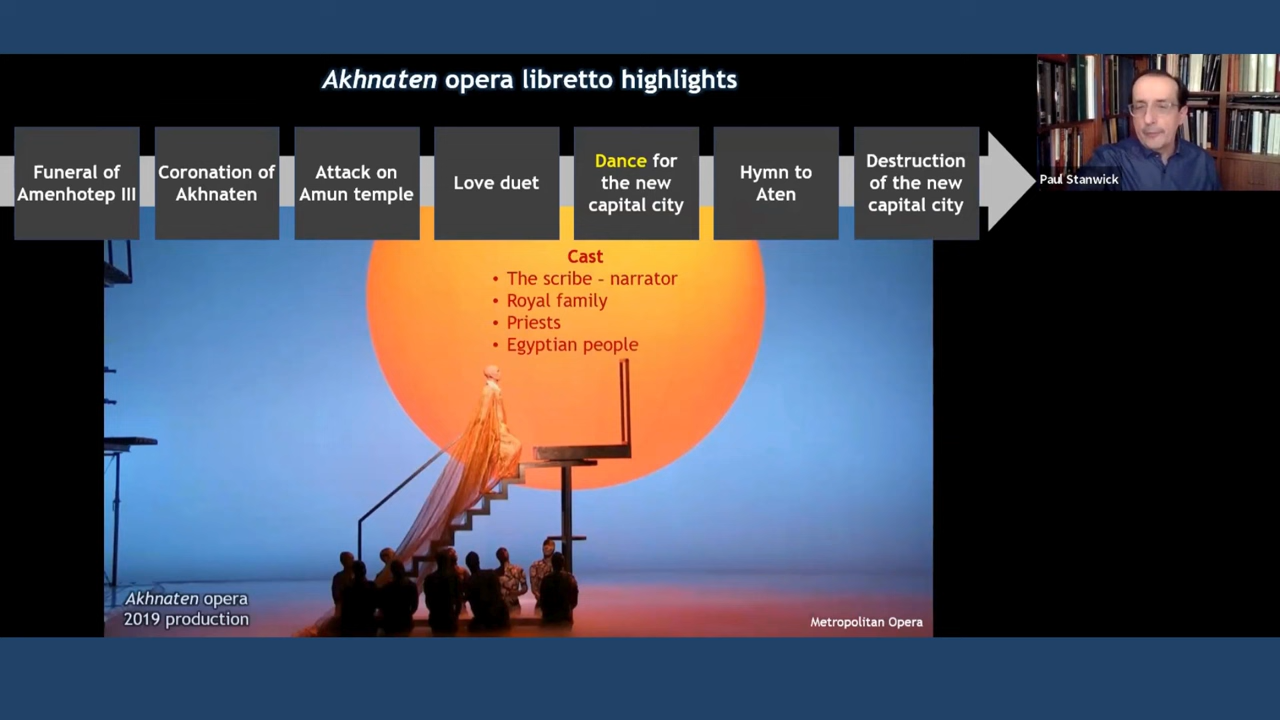 Akhnaten opera libretto highlights
Funeral of
Amenhotep III
Coronation of
Akhnaten
Attack on
Amun temple
Love duet
Dance for
the new
capital city
Hymn to
Aten
Destruction
of the new
capital city
Paul Stanwick
Cast
• The scribe – narrator
• Royal family
• Priests
• Egyptian people
Akhnaten opera
2019 production
Metropolitan Opera